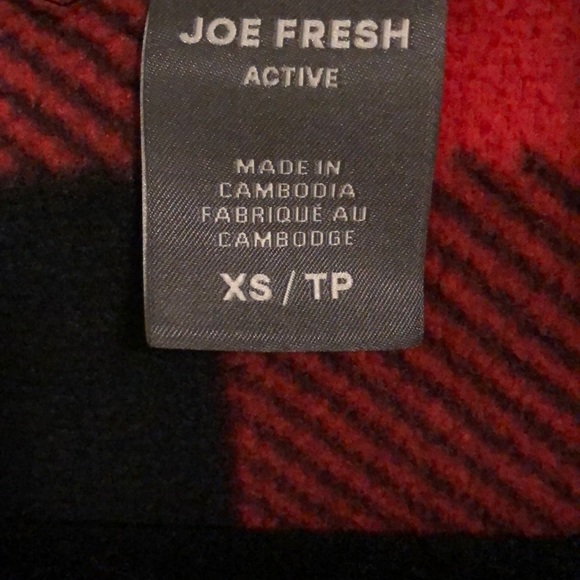 JOE FRESH
ACTIVE
MADE IN
CAMBODIA
FABRIQUÉ AU
CAMBODGE
XS / TP